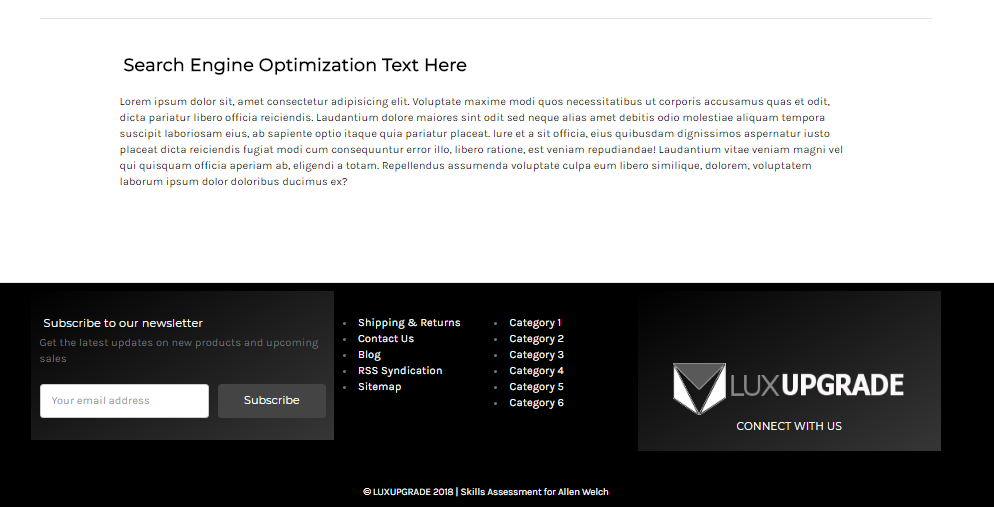 Search Engine Optimization Text Here
Lorem ipsum dolor sit, amet consectetur adipisicing elit. Voluptate maxime modi quos necessitatibus ut corporis accusamus quas et odit,
dicta pariatur libero officia reiciendis. Laudantium dolore maiores sint odit sed neque alias amet debitis odio molestiae aliquam tempora
suscipit laboriosam eius, ab sapiente optio itaque quia pariatur placeat. Iure et a sit officia, eius quibusdam dignissimos aspernatur iusto
placeat dicta reiciendis fugiat modi cum consequuntur error illo, libero ratione, est veniam repudiandae! Laudantium vitae veniam magni vel
qui quisquam officia aperiam ab, eligendi a totam. Repellendus assumenda voluptate culpa eum libero similique, dolorem, voluptatem
laborum ipsum dolor doloribus ducimus ex?
Subscribe to our newsletter
Get the latest updates on new products and upcoming
sales
Your email address
Subscribe
Shipping & Returns
Contact Us
Blog
RSS Syndication
Sitemap
Category 1
Category 2
Category 3
Category 4
Category 5
Category 6
LUXUPGRADE
CONNECT WITH US
© LUXUPGRADE 2018 | Skills Assessment for Allen Welch